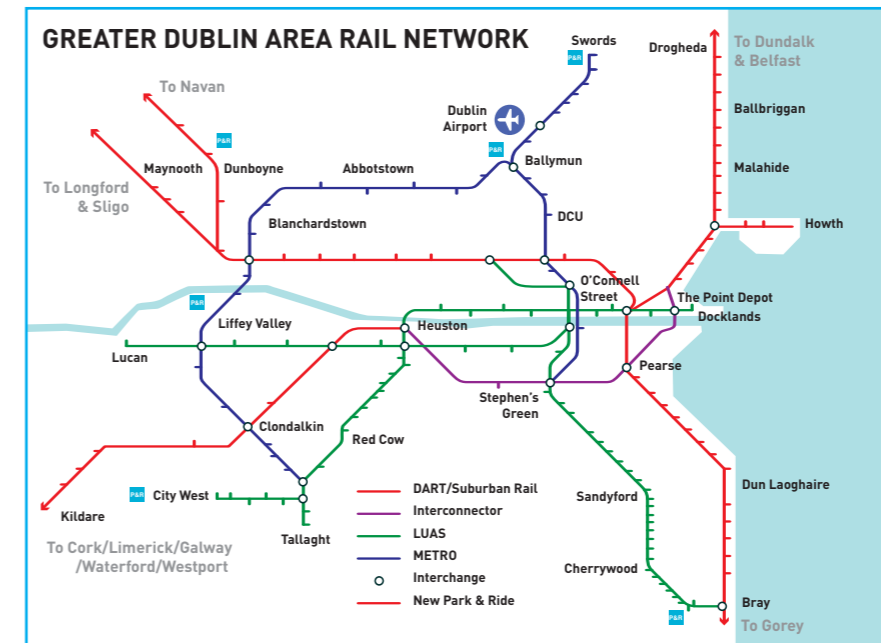 GREATER DUBLIN AREA RAIL NETWORK
Swords
P&R
Drogheda
To Dundalk
& Belfast
To Navan
Dublin
Airport
Ballbriggan
P&R
P&R
Maynooth
Dunboyne
Abbotstown
Ballymun
Malahide
To Longford
& Sligo
Blanchardstown
DCU
Howth
O'Connell
Street
P&R
The Point Depot
Docklands
Liffey Valley
Heuston
Lucan
Pearse
Stephen's
Green
Clondalkin
Red Cow
P&R
City West
DART/Suburban Rail
Sandyford
Dun Laoghaire
Kildare
Interconnector
Tallaght
LUAS
To Cork/Limerick/Galway
/Waterford/Westport
METRO
Cherrywood
Interchange
New Park & Ride
P&R
Bray
To Gorey